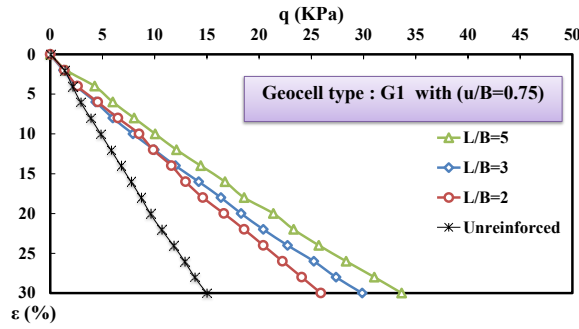 q (KPa)
0 5 10 15 20 25 30 35 40 45 50
0
5
10
15
20
25
30
ε (%)
Geocell type : G1 with (u/B=0.75)
L/B=5
L/B=3
L/B=2
Unreinforced